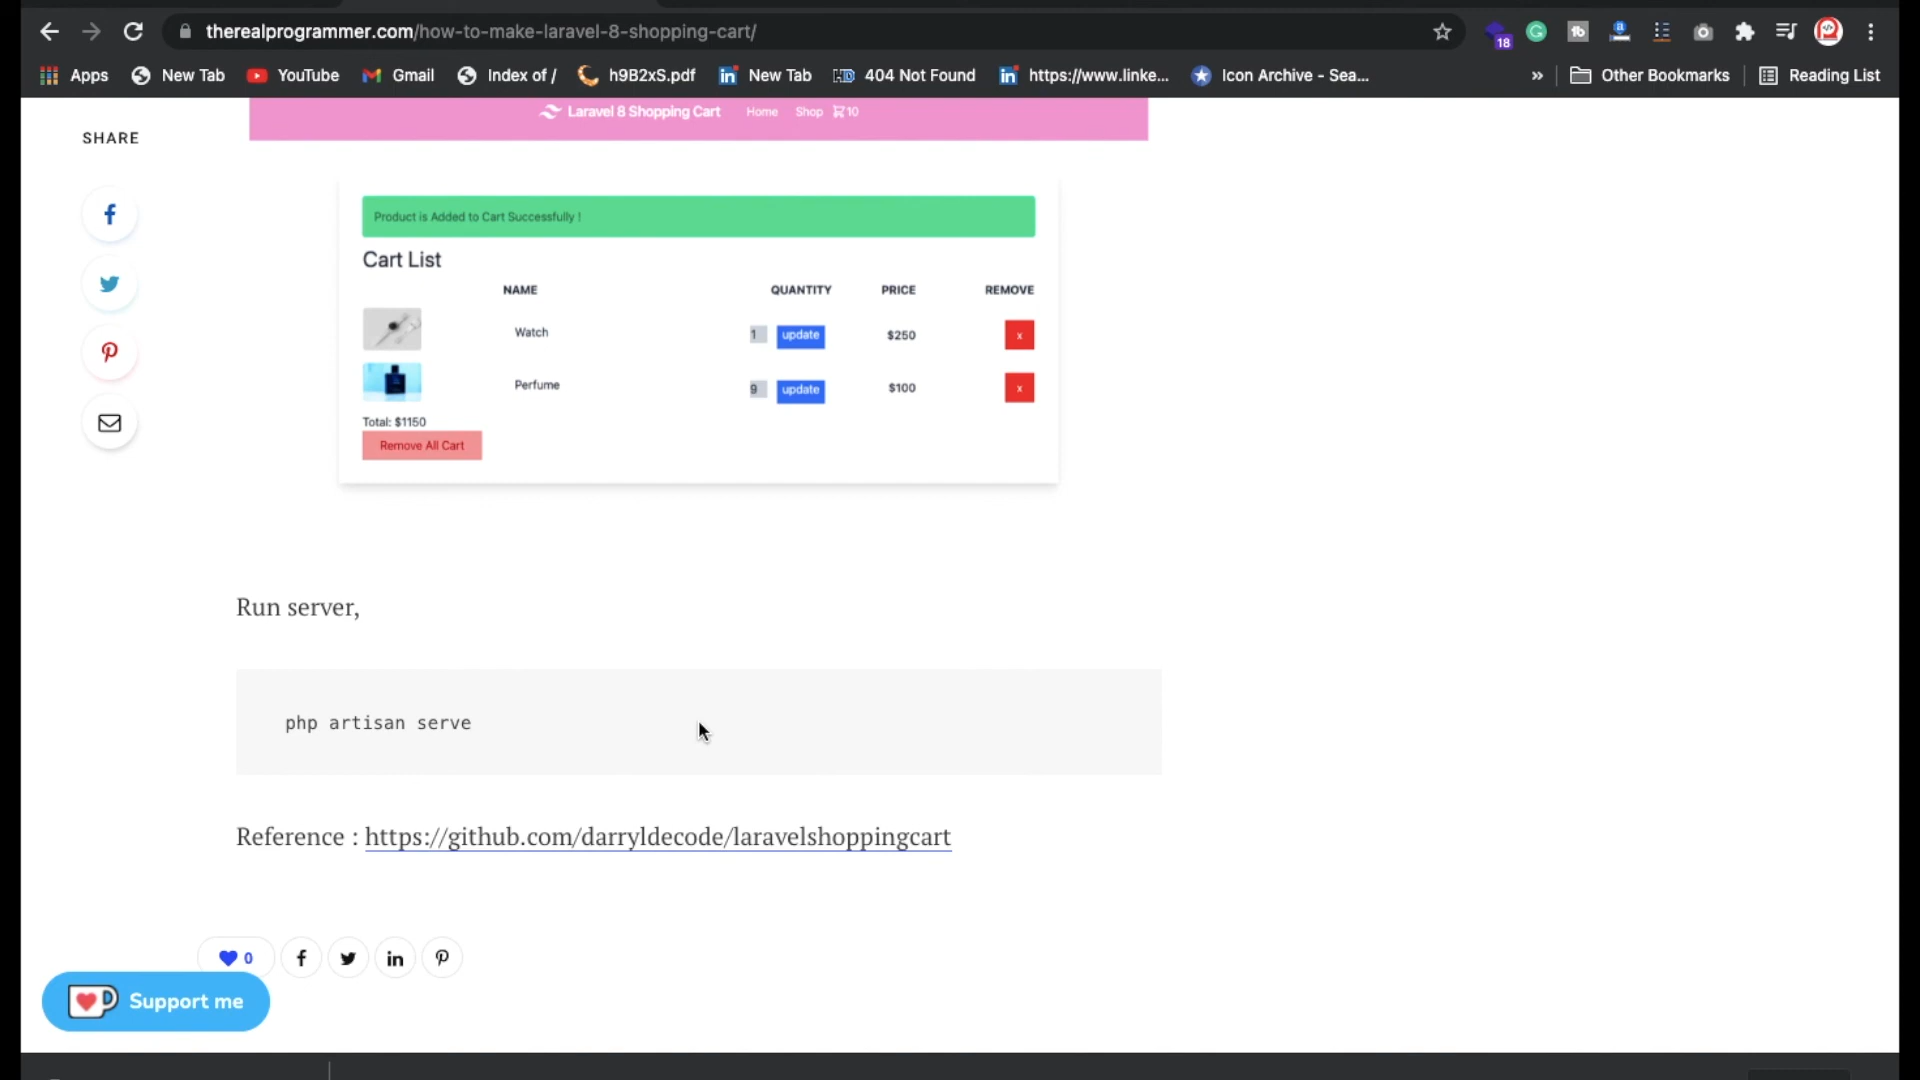 therealprogrammer.com/how-to-make-laravel-8-shopping-cart/
18
Apps New Tab YouTube Gmail Index of / h9B2xS.pdf New Tab 404 Not Found https://www.linke... Icon Archive - Sea... » Other Bookmarks Reading List
Laravel 8 Shopping Cart Home Shop 10
SHARE
Product is Added to Cart Successfully !
Cart List
NAME QUANTITY PRICE REMOVE
Watch 1 update $250 x
Perfume 9 update $100 x
Total: $1150
Remove All Cart
Run server,
php artisan serve
Reference : https://github.com/darryldecode/laravelshoppingcart
0
Support me